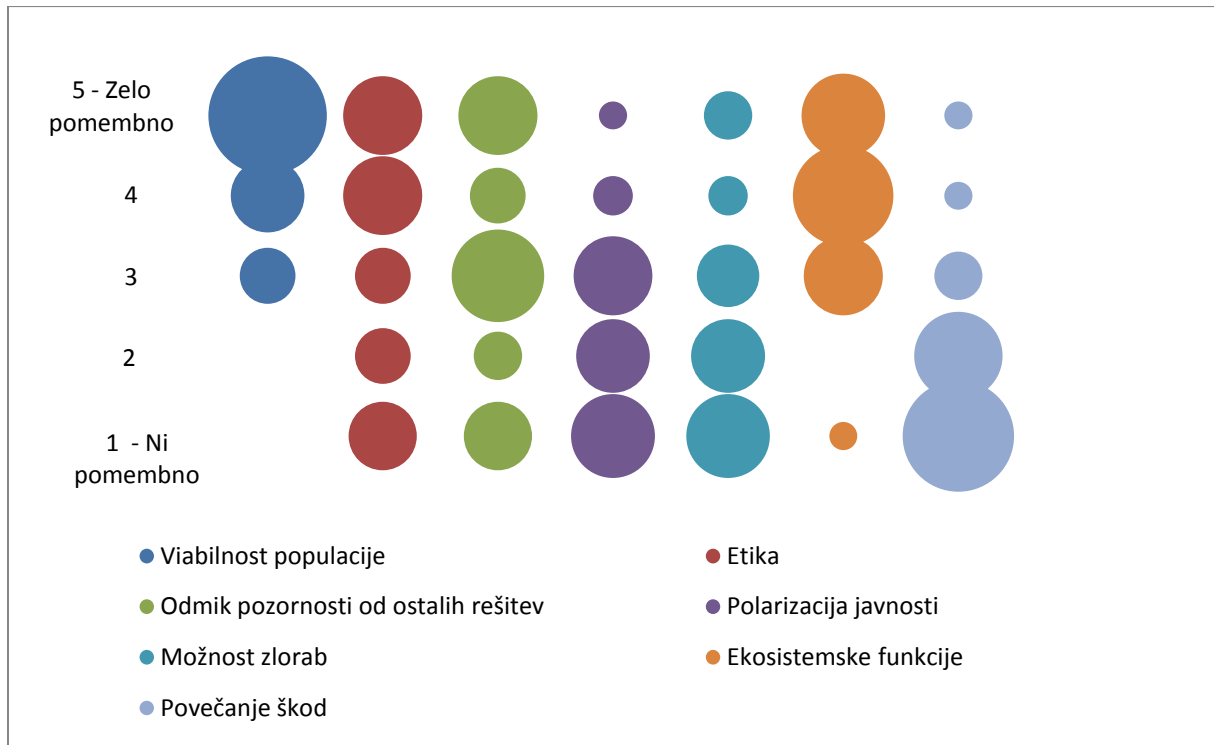 5 - Zelo
pomembno
4
3
2
1 - Ni
pomembno
Viabilnost populacije
Etika
Odmik pozornosti od ostalih rešitev
Polarizacija javnosti
Možnost zlorab
Ekosistemske funkcije
Povečanje škod